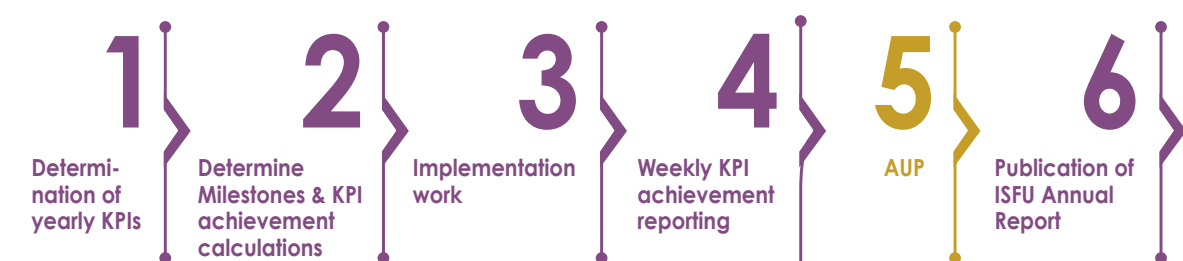 1
Determi-
nation of
yearly KPIs
2
Determine
Milestones & KPI
achievement
calculations
3
Implementation
work
4
Weekly KPI
achievement
reporting
5
AUP
6
Publication of
ISFU Annual
Report